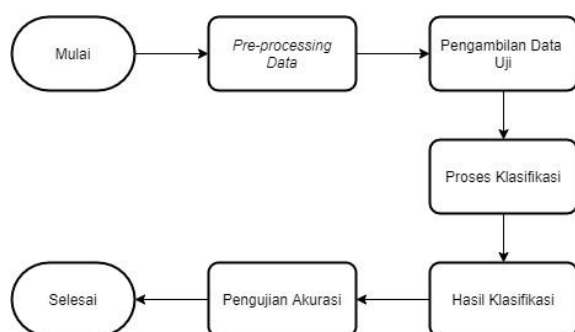 Mulai
Pre-processing
Data
Pengambilan Data
Uji
Proses Klasifikasi
Hasil Klasifikasi
Pengujian Akurasi
Selesai